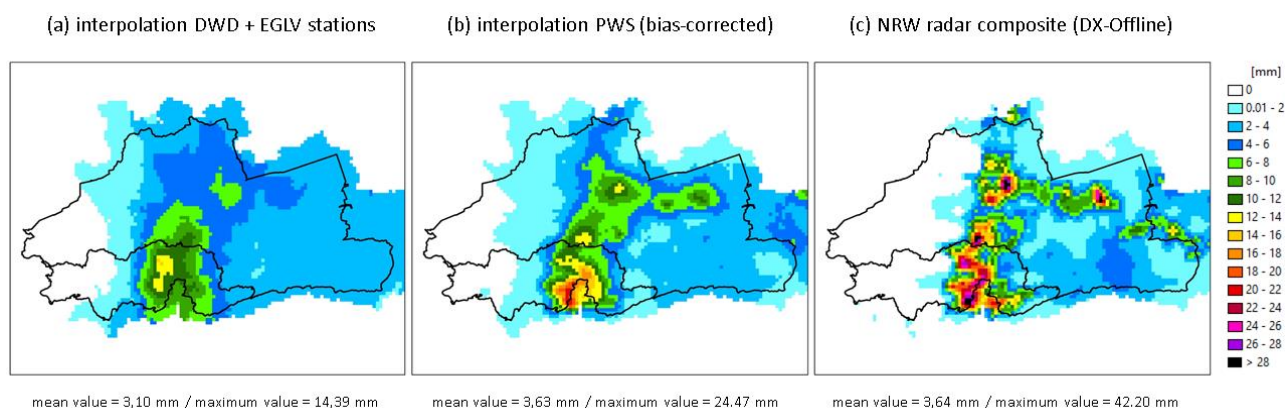 (a) interpolation DWD + EGLV stations
(b) interpolation PWS (bias-corrected)
(c) NRW radar composite (DX-Offline)
[mm]
0
0.01 - 2
2 - 4
4 - 6
6 - 8
8 - 10
10 - 12
12 - 14
14 - 16
16 - 18
18 - 20
20 - 22
22 - 24
24 - 26
26 - 28
> 28
mean value = 3,10 mm / maximum value = 14,39 mm
mean value = 3,63 mm / maximum value = 24.47 mm
mean value = 3,64 mm / maximum value = 42.20 mm